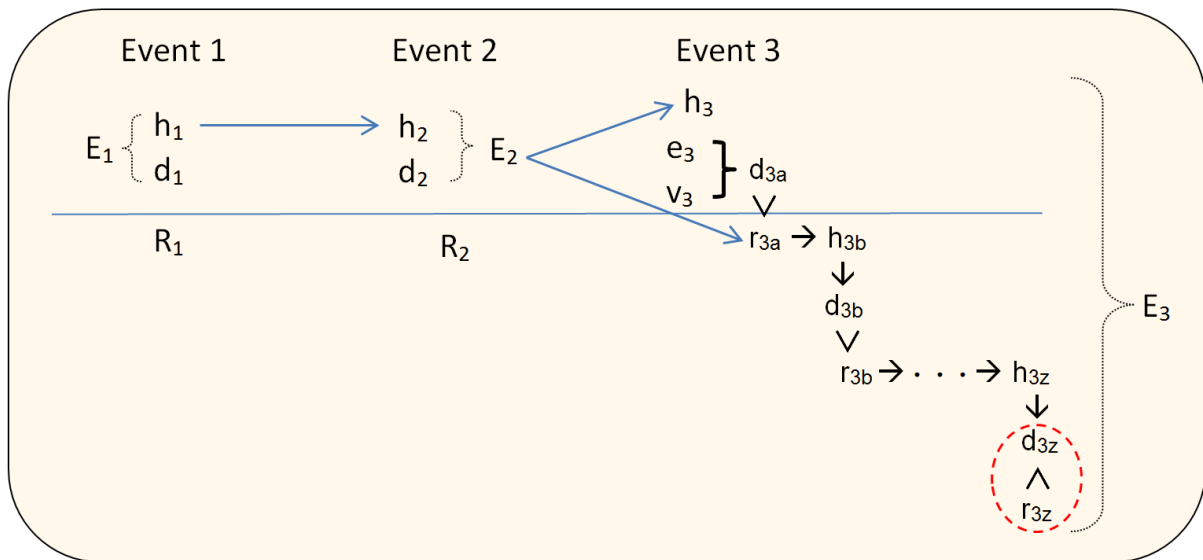 Event 1 Event 2 Event 3
h₃
E₁ h₁ h₂ E₂
d₁ d₂
e₃
v₃ d₃ₐ
R₁ R₂
r₃ₐ → h₃b
d₃b
E₃
r₃b → . . . → h₃z
d₃z
r₃z